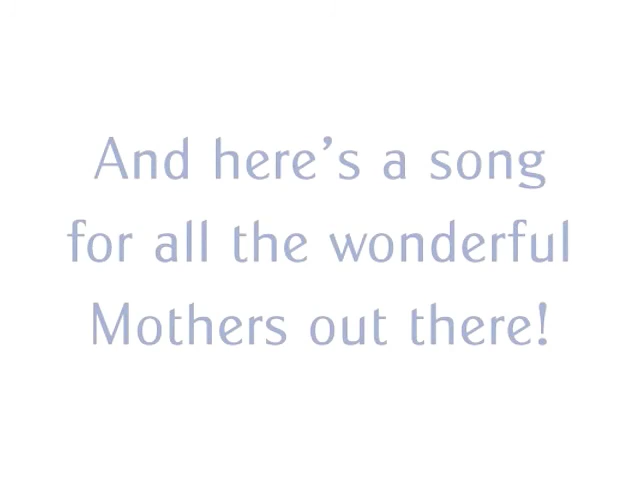 And here’s a song
for all the wonderful
Mothers out there!